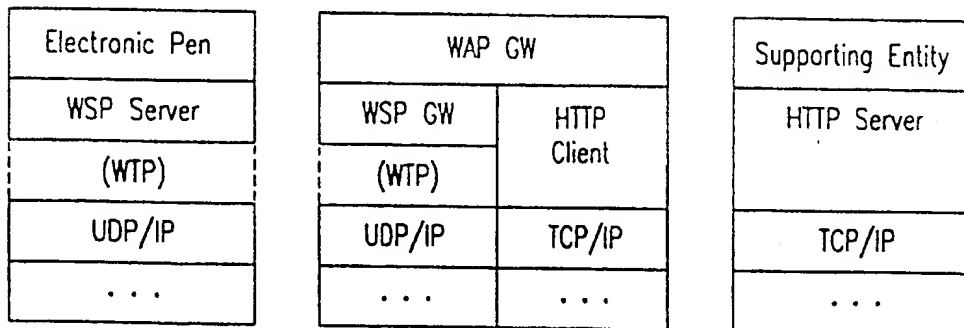 Electronic Pen
WSP Server
(WTP)
UDP/IP
. . .
WAP GW
WSP GW
(WTP)
UDP/IP
. . .
HTTP
Client
TCP/IP
. . .
Supporting Entity
HTTP Server
TCP/IP
. . .